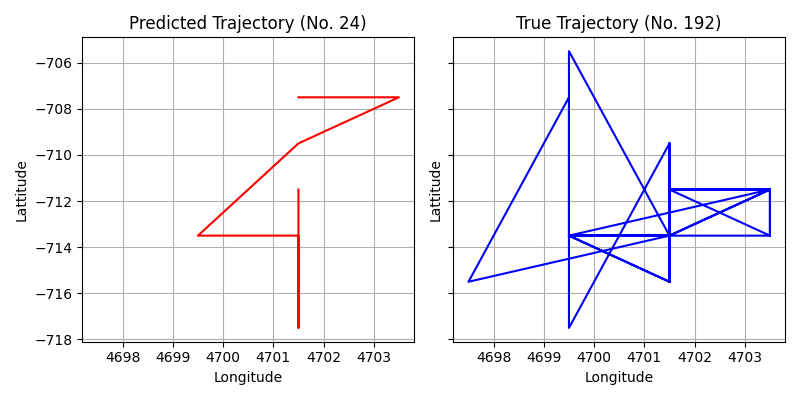 Predicted Trajectory (No. 24)
True Trajectory (No. 192)
−706
−708
−710
−712
−714
−716
−718
Lattitude
Lattitude
4698 4699 4700 4701 4702 4703
4698 4699 4700 4701 4702 4703
Longitude
Longitude